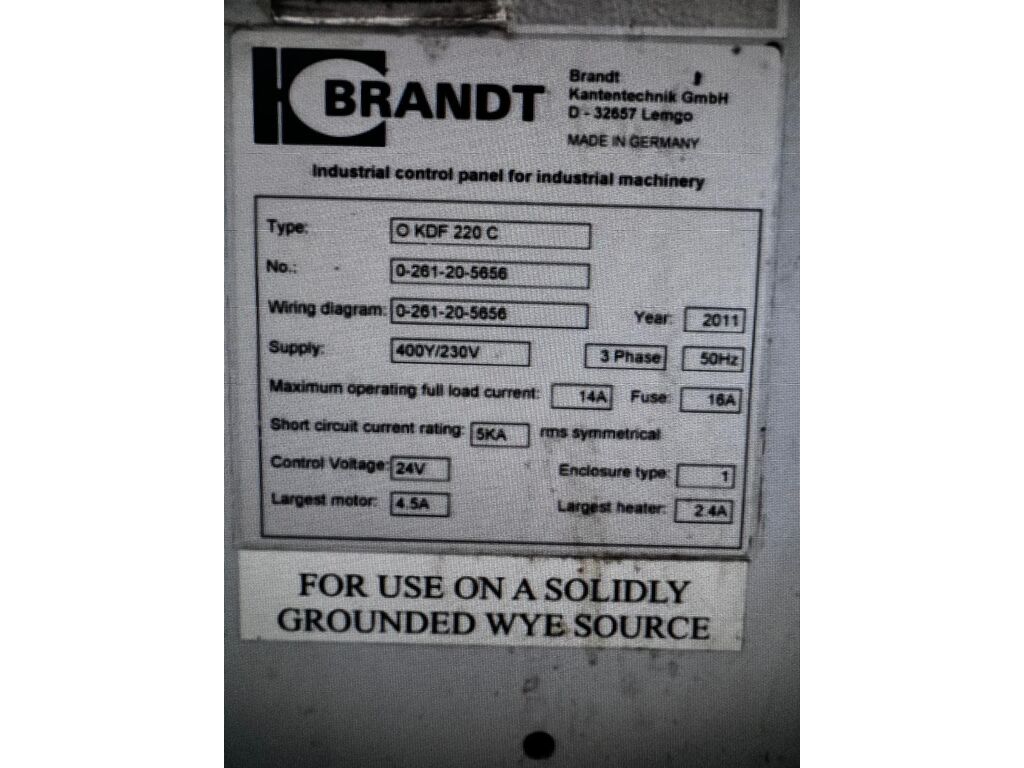 BRANDT
Brandt
Kantentechnik GmbH
D - 32657 Lemgo
MADE IN GERMANY
Industrial control panel for industrial machinery
Type: O KDF 220 C
No.: 0-261-20-5656
Wiring diagram: 0-261-20-5656 Year: 2011
Supply: 400Y/230V 3 Phase 50Hz
Maximum operating full load current: 14A Fuse: 16A
Short circuit current rating: 5KA rms symmetrical
Control Voltage: 24V Enclosure type: 1
Largest motor: 4.5A Largest heater: 2.4A
FOR USE ON A SOLIDLY
GROUNDED WYE SOURCE